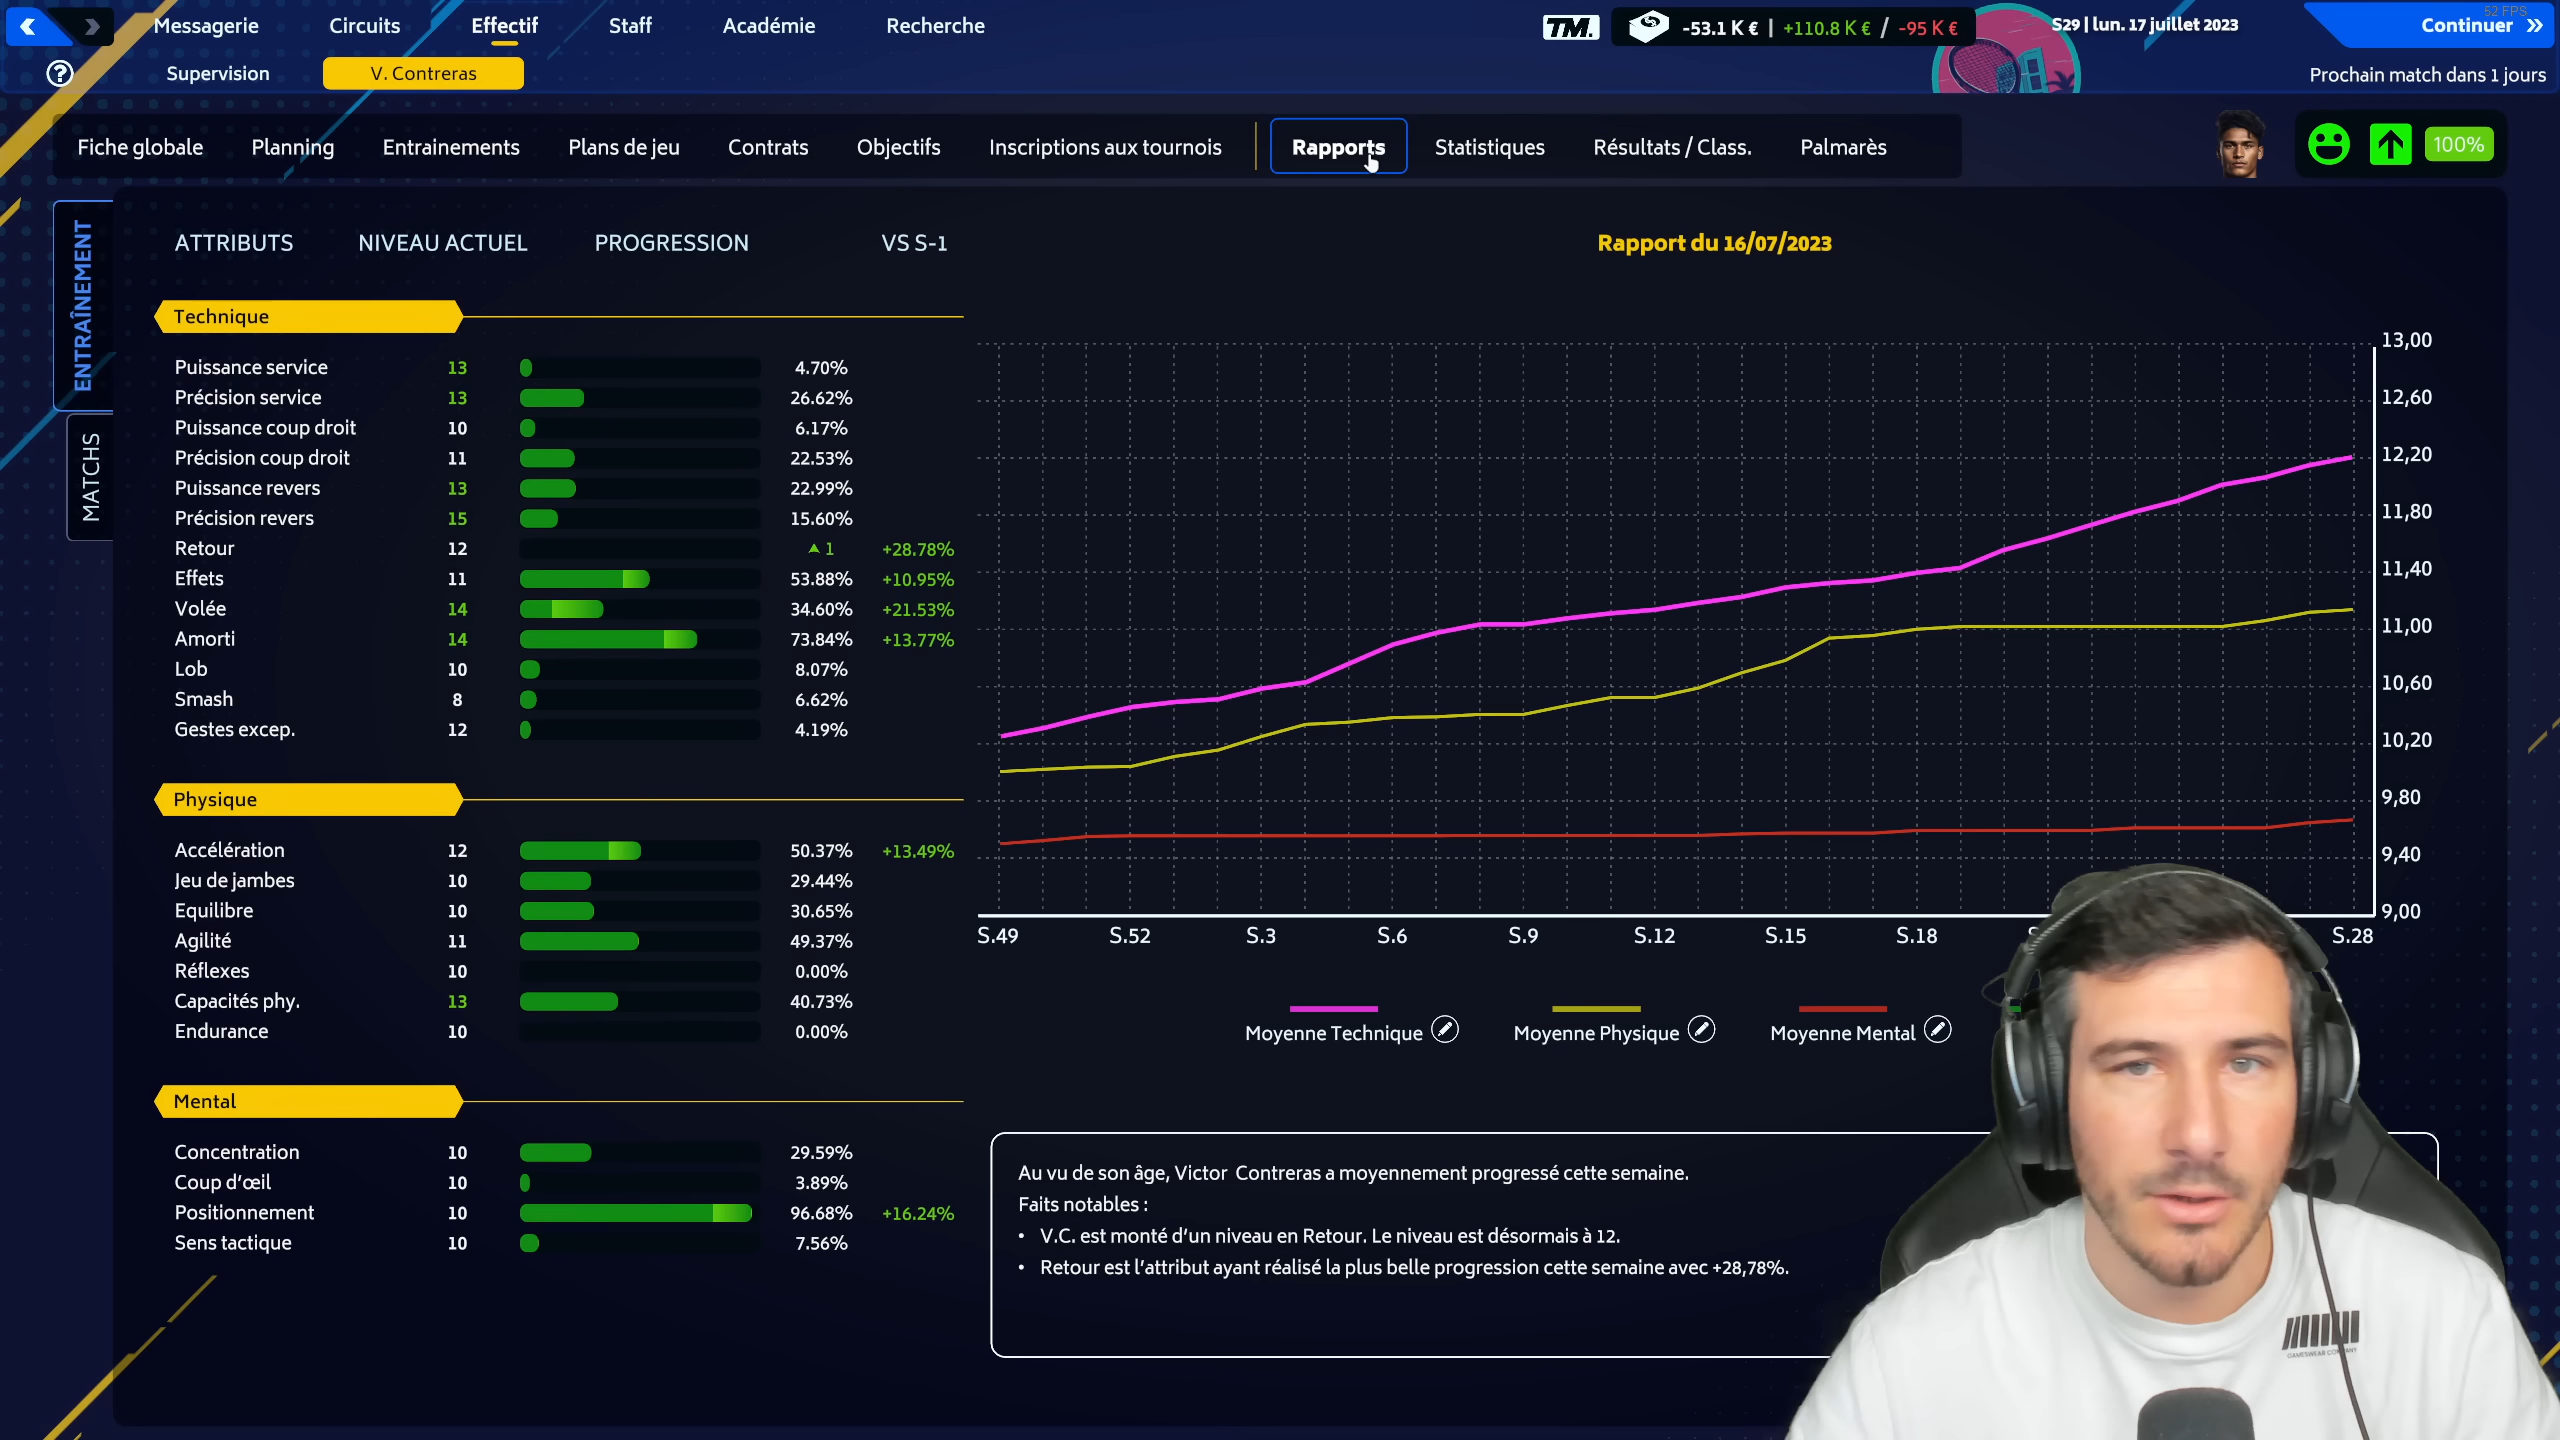 Messagerie Circuits Effectif Staff Académie Recherche
TM. -53.1 K € | +110.8 K € / -95 K €
S29 | lun. 17 juillet 2023
52 FPS
Continuer
Supervision V. Contreras
Prochain match dans 1 jours
Fiche globale Planning Entrainements Plans de jeu Contrats Objectifs Inscriptions aux tournois Rapports Statistiques Résultats / Class. Palmarès
100%
ENTRAÎNEMENT
MATCHS
ATTRIBUTS NIVEAU ACTUEL PROGRESSION VS S-1
Technique
Puissance service 13 4.70%
Précision service 13 26.62%
Puissance coup droit 10 6.17%
Précision coup droit 11 22.53%
Puissance revers 13 22.99%
Précision revers 15 15.60%
Retour 12 ▲ 1 +28.78%
Effets 11 53.88% +10.95%
Volée 14 34.60% +21.53%
Amorti 14 73.84% +13.77%
Lob 10 8.07%
Smash 8 6.62%
Gestes excep. 12 4.19%
Physique
Accélération 12 50.37% +13.49%
Jeu de jambes 10 29.44%
Equilibre 10 30.65%
Agilité 11 49.37%
Réflexes 10 0.00%
Capacités phy. 13 40.73%
Endurance 10 0.00%
Mental
Concentration 10 29.59%
Coup d'œil 10 3.89%
Positionnement 10 96.68% +16.24%
Sens tactique 10 7.56%
Rapport du 16/07/2023
13,00
12,60
12,20
11,80
11,40
11,00
10,60
10,20
9,80
9,40
9,00
S.49 S.52 S.3 S.6 S.9 S.12 S.15 S.18 S.28
Moyenne Technique Moyenne Physique Moyenne Mental
Au vu de son âge, Victor Contreras a moyennement progressé cette semaine.
Faits notables :
• V.C. est monté d'un niveau en Retour. Le niveau est désormais à 12.
• Retour est l'attribut ayant réalisé la plus belle progression cette semaine avec +28,78%.